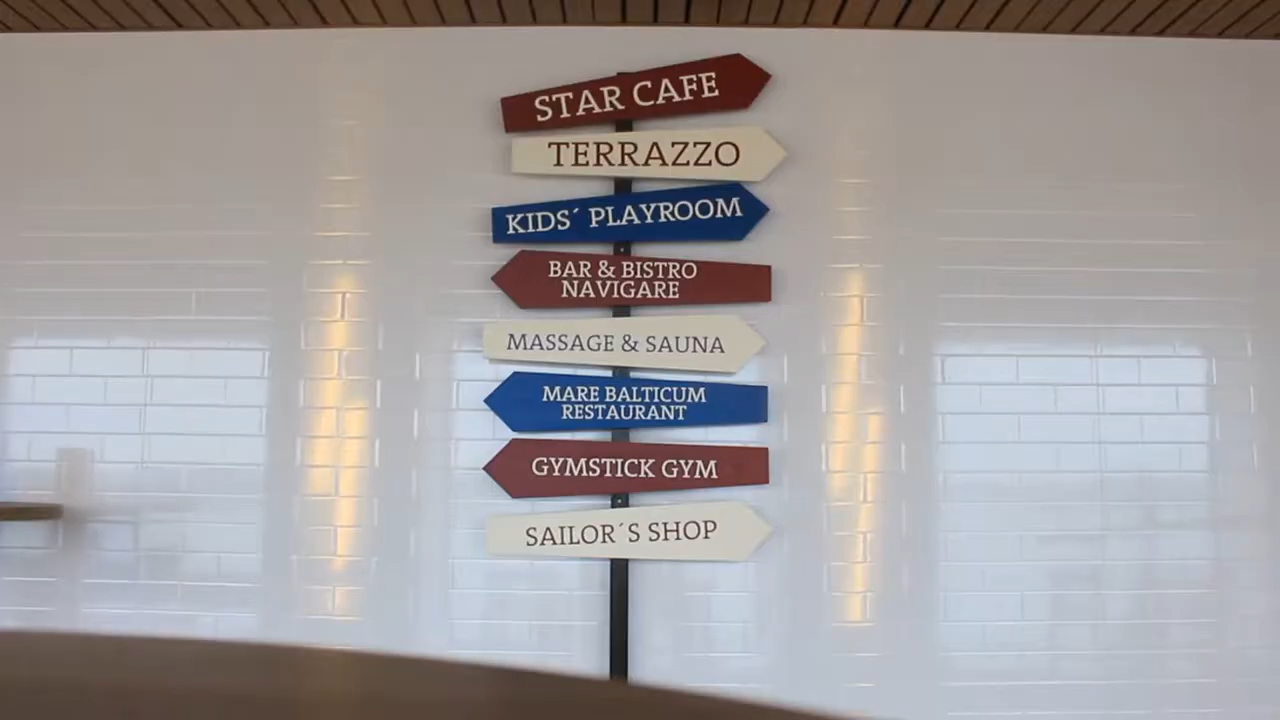 STAR CAFE
TERRAZZO
KIDS´ PLAYROOM
BAR & BISTRO
NAVIGARE
MASSAGE & SAUNA
MARE BALTICUM
RESTAURANT
GYMSTICK GYM
SAILOR´S SHOP